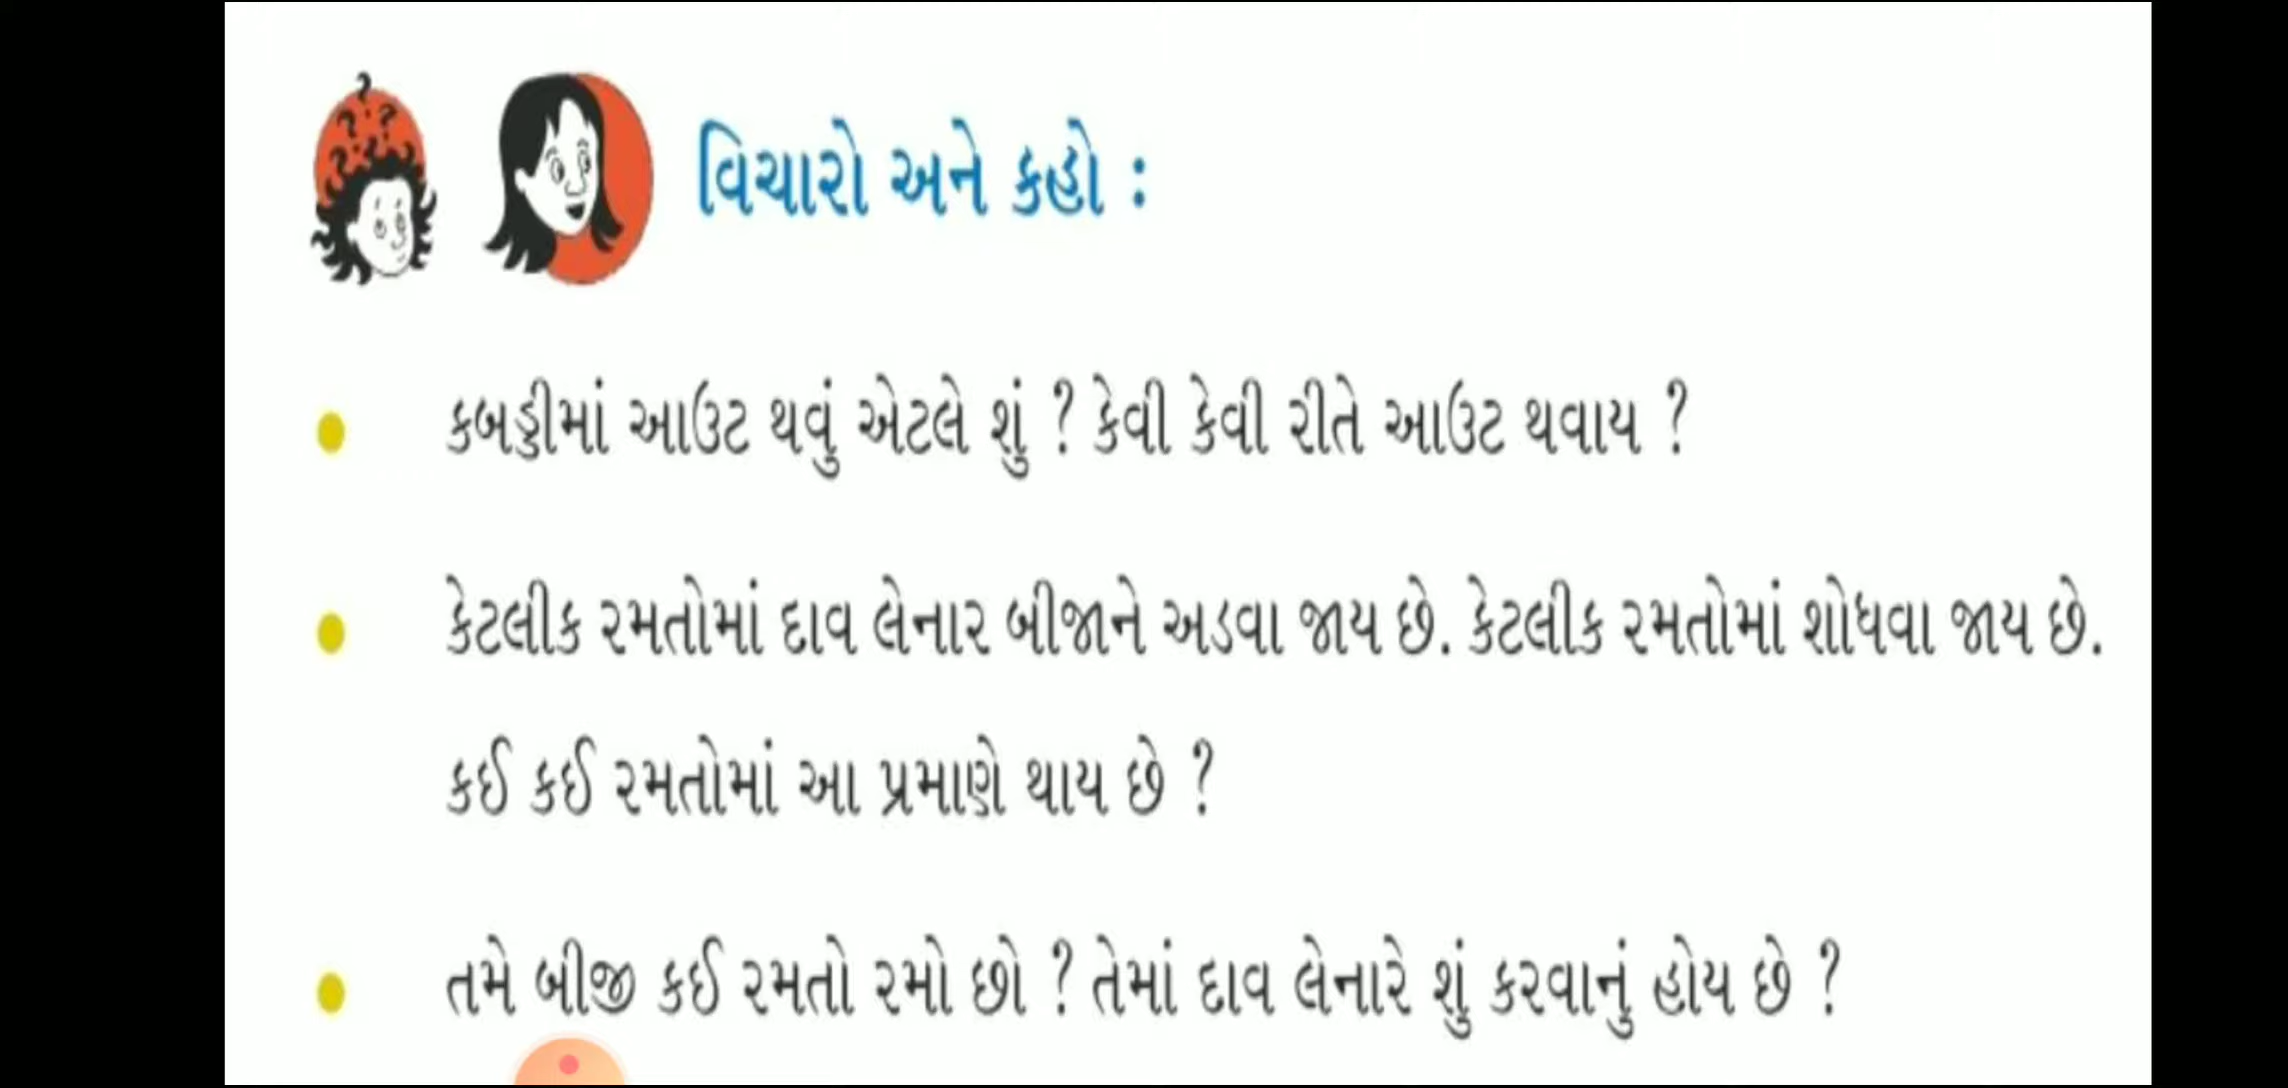 વિચારો અને કહો :
કબડ્ડીમાં આઉટ થવું એટલે શું ? કેવી કેવી રીતે આઉટ થવાય ?
કેટલીક રમતોમાં દાવ લેનાર બીજાને અડવા જાય છે. કેટલીક રમતોમાં શોધવા જાય છે.
કઈ કઈ રમતોમાં આ પ્રમાણે થાય છે ?
તમે બીજી કઈ રમતો રમો છો ? તેમાં દાવ લેનારે શું કરવાનું હોય છે ?